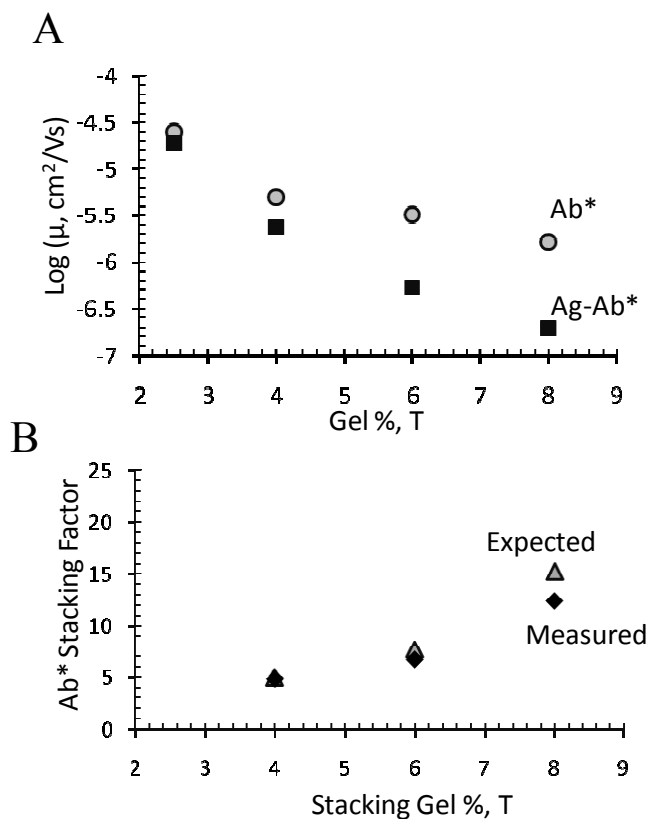 A
Log (μ, cm²/Vs)
-4
-4.5
-5
-5.5
-6
-6.5
-7
Ab*
Ag-Ab*
2 3 4 5 6 7 8 9
Gel %, T
B
Ab* Stacking Factor
25
20
15
10
5
0
Expected
Measured
2 3 4 5 6 7 8 9
Stacking Gel %, T